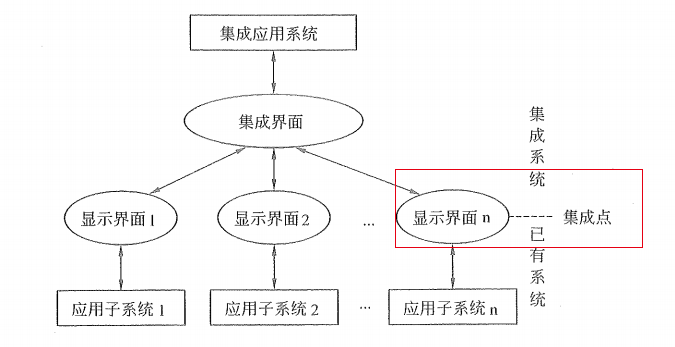 集成应用系统
集成界面
集成系统
显示界面1
显示界面2
...
显示界面n
集成点
已有系统
应用子系统1
应用子系统2
...
应用子系统n